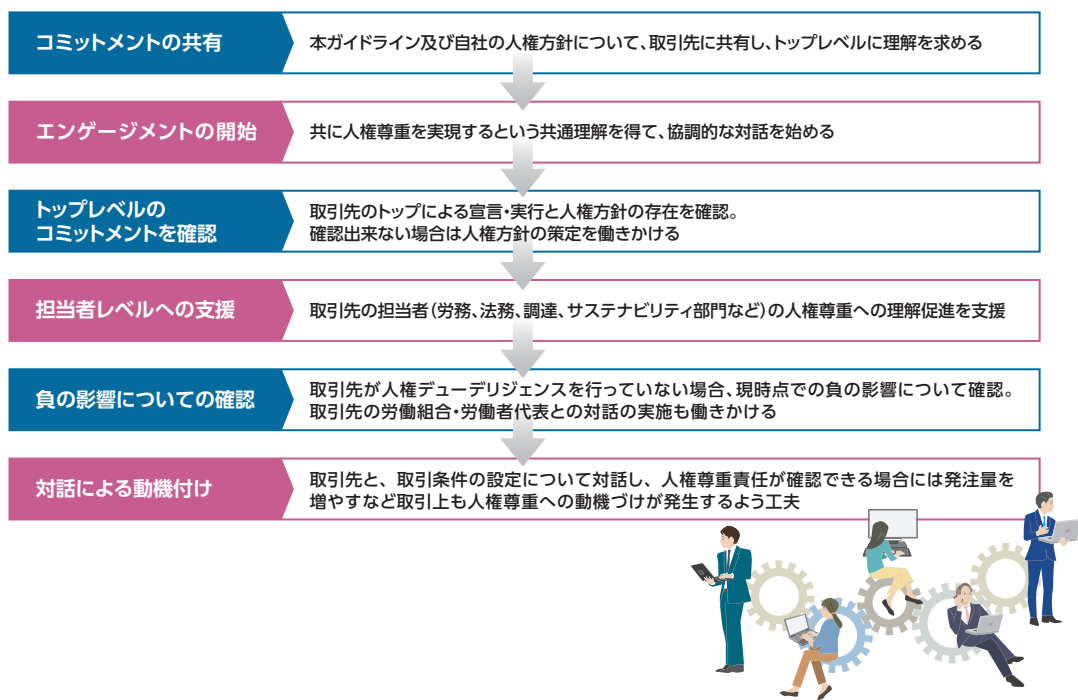 コミットメントの共有
本ガイドライン及び自社の人権方針について、取引先に共有し、トップレベルに理解を求める
エンゲージメントの開始
共に人権尊重を実現するという共通理解を得て、協調的な対話を始める
トップレベルの
コミットメントを確認
取引先のトップによる宣言・実行と人権方針の存在を確認。
確認出来ない場合は人権方針の策定を働きかける
担当者レベルへの支援
取引先の担当者（労務、法務、調達、サステナビリティ部門など）の人権尊重への理解促進を支援
負の影響についての確認
取引先が人権デューデリジェンスを行っていない場合、現時点での負の影響について確認。
取引先の労働組合・労働者代表との対話の実施も働きかける
対話による動機付け
取引先と、取引条件の設定について対話し、人権尊重責任が確認できる場合には発注量を
増やすなど取引上も人権尊重への動機づけが発生するよう工夫